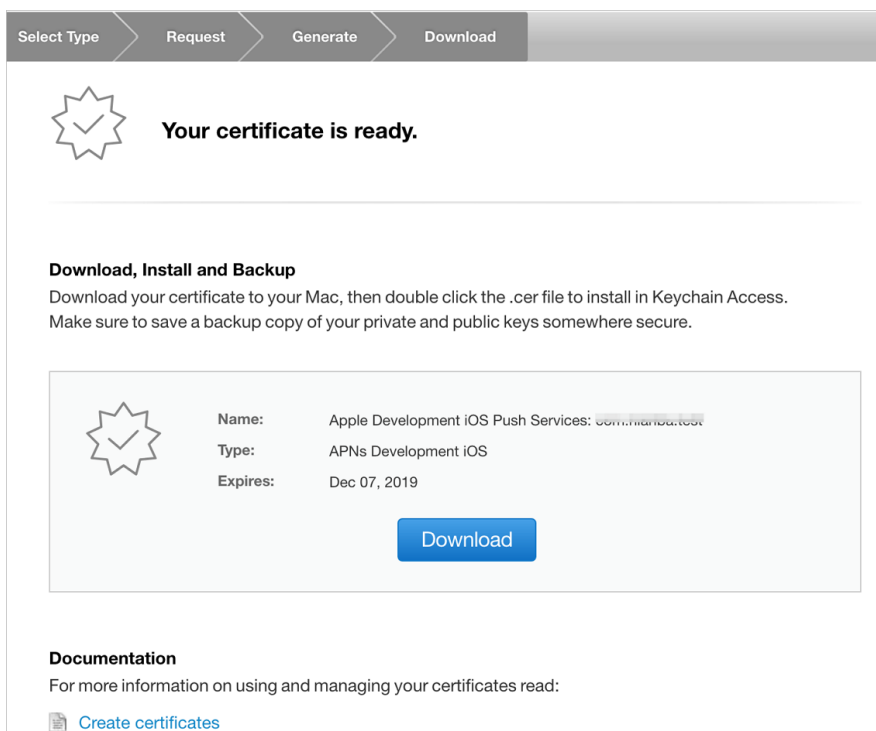 Select Type
Request
Generate
Download
Your certificate is ready.
Download, Install and Backup
Download your certificate to your Mac, then double click the .cer file to install in Keychain Access.
Make sure to save a backup copy of your private and public keys somewhere secure.
Name: Apple Development iOS Push Services:
Type: APNs Development iOS
Expires: Dec 07, 2019
Download
Documentation
For more information on using and managing your certificates read:
Create certificates